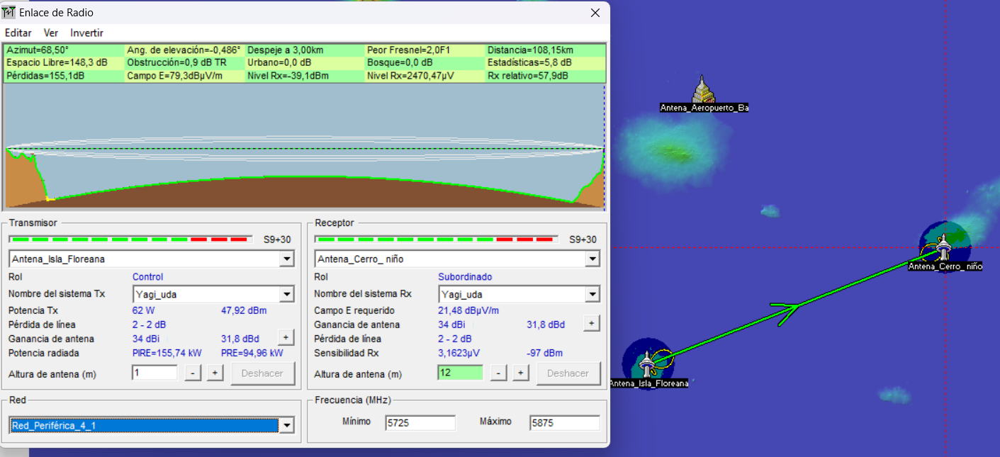 Enlace de Radio
Editar Ver Invertir
Azimut=68,50° Ang. de elevación=-0,486° Despeje a 3,00km Peor Fresnel=2,0F1 Distancia=108,15km
Espacio Libre=148,3 dB Obstrucción=0,9 dB TR Urbano=0,0 dB Bosque=0,0 dB Estadísticas=5,8 dB
Pérdidas=155,1dB Campo E=79,3dBµV/m Nivel Rx=-39,1dBm Nivel Rx=2470,47µV Rx relativo=57,9dB
Transmisor
S9+30
Antena_Isla_Floreana
Rol Control
Nombre del sistema Tx Yagi_uda
Potencia Tx 62 W 47,92 dBm
Pérdida de línea 2 - 2 dB
Ganancia de antena 34 dBi 31,8 dBd +
Potencia radiada PIRE=155,74 kW PRE=94,96 kW
Altura de antena (m) 1 - + Deshacer
Receptor
S9+30
Antena_Cerro_ niño
Rol Subordinado
Nombre del sistema Rx Yagi_uda
Campo E requerido 21,48 dBµV/m
Ganancia de antena 34 dBi 31,8 dBd +
Pérdida de línea 2 - 2 dB
Sensibilidad Rx 3,1623µV -97 dBm
Altura de antena (m) 12 - + Deshacer
Red
Red_Periférica_4_1
Frecuencia (MHz)
Mínimo 5725 Máximo 5875
Antena_Aeropuerto_Ba
Antena_Cerro_ niño
Antena_Isla_Floreana